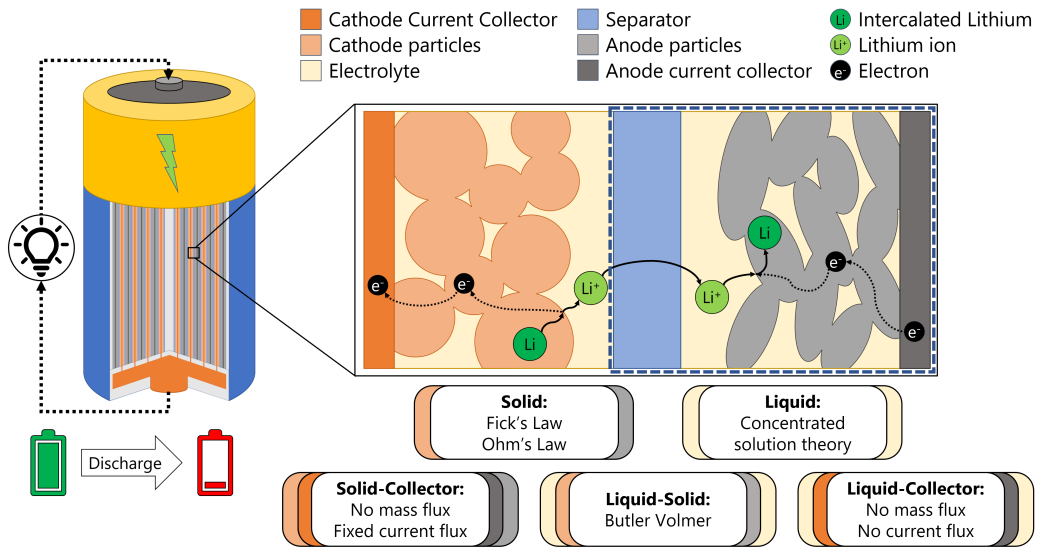 Cathode Current Collector
Separator
Li
Intercalated Lithium
Cathode particles
Anode particles
Li⁺
Lithium ion
Electrolyte
Anode current collector
e⁻
Electron
Li
e⁻
e⁻
e⁻
Li⁺
Li⁺
e⁻
Li
Discharge
Solid:
Fick's Law
Ohm's Law
Liquid:
Concentrated
solution theory
Solid-Collector:
No mass flux
Fixed current flux
Liquid-Solid:
Butler Volmer
Liquid-Collector:
No mass flux
No current flux